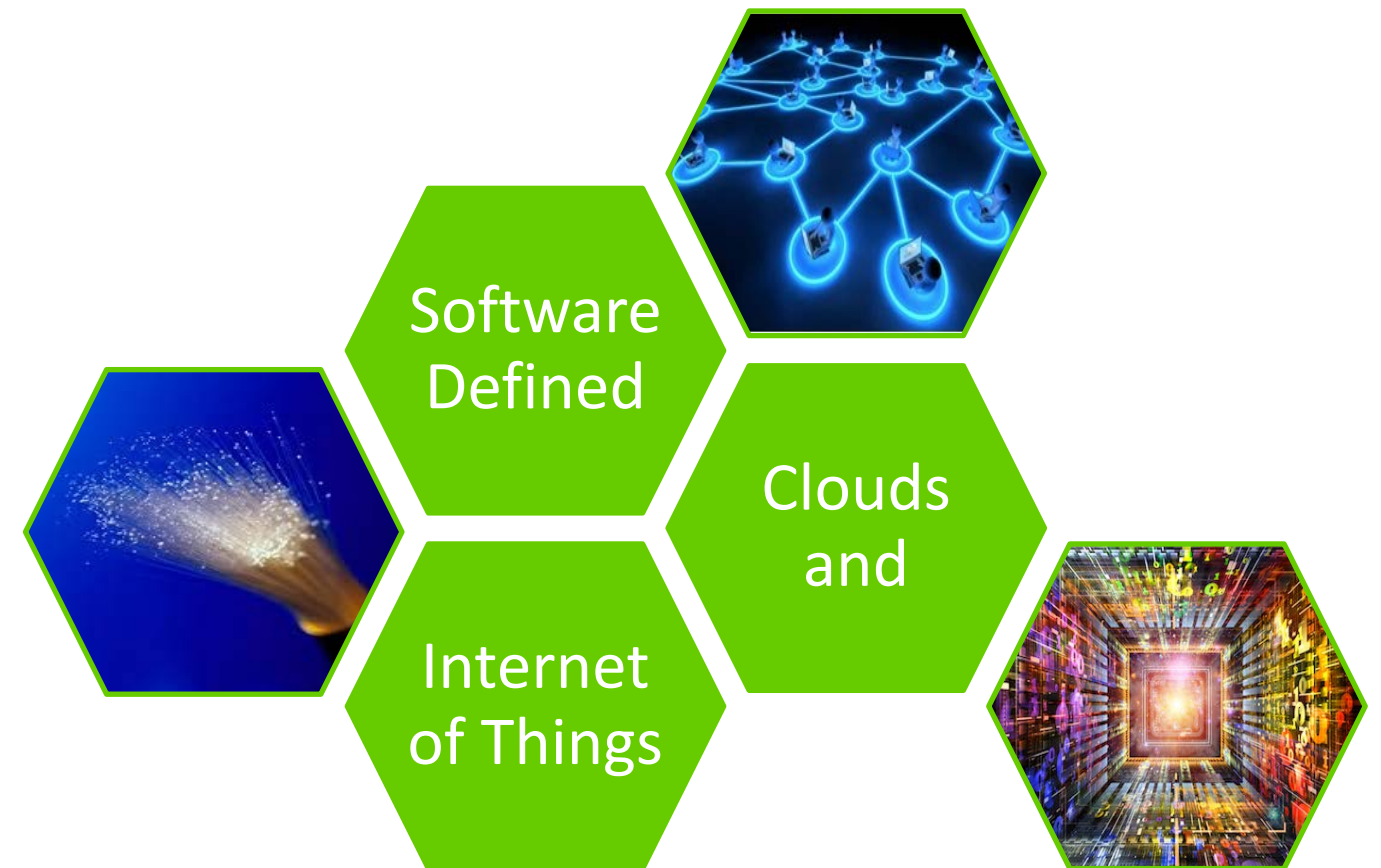 Software
Defined
Clouds
and
Internet
of Things